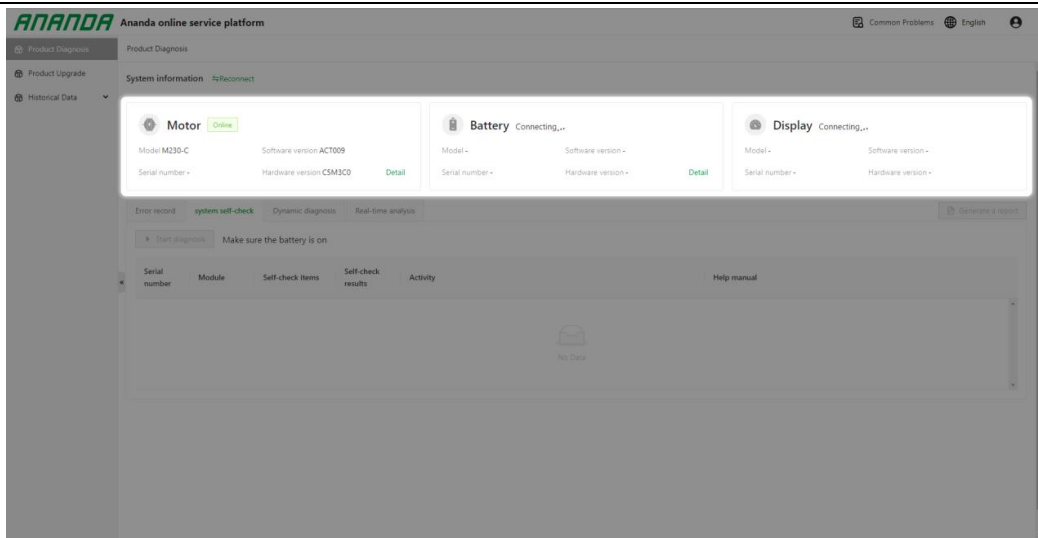 ANANDA Ananda online service platform Common Problems English
Product Diagnosis
Product Upgrade
Historical Data
Product Diagnosis
System information Reconnect
Motor Online
Model M230-C Software version ACT009
Serial number - Hardware version C5M3C0 Detail
Battery Connecting...
Model - Software version -
Serial number - Hardware version - Detail
Display Connecting...
Model - Software version -
Serial number - Hardware version -
Error record system self-check Dynamic diagnosis Real-time analysis Generate a report
Start diagnosis Make sure the battery is on
Serial number Module Self-check items Self-check results Activity Help manual
No Data